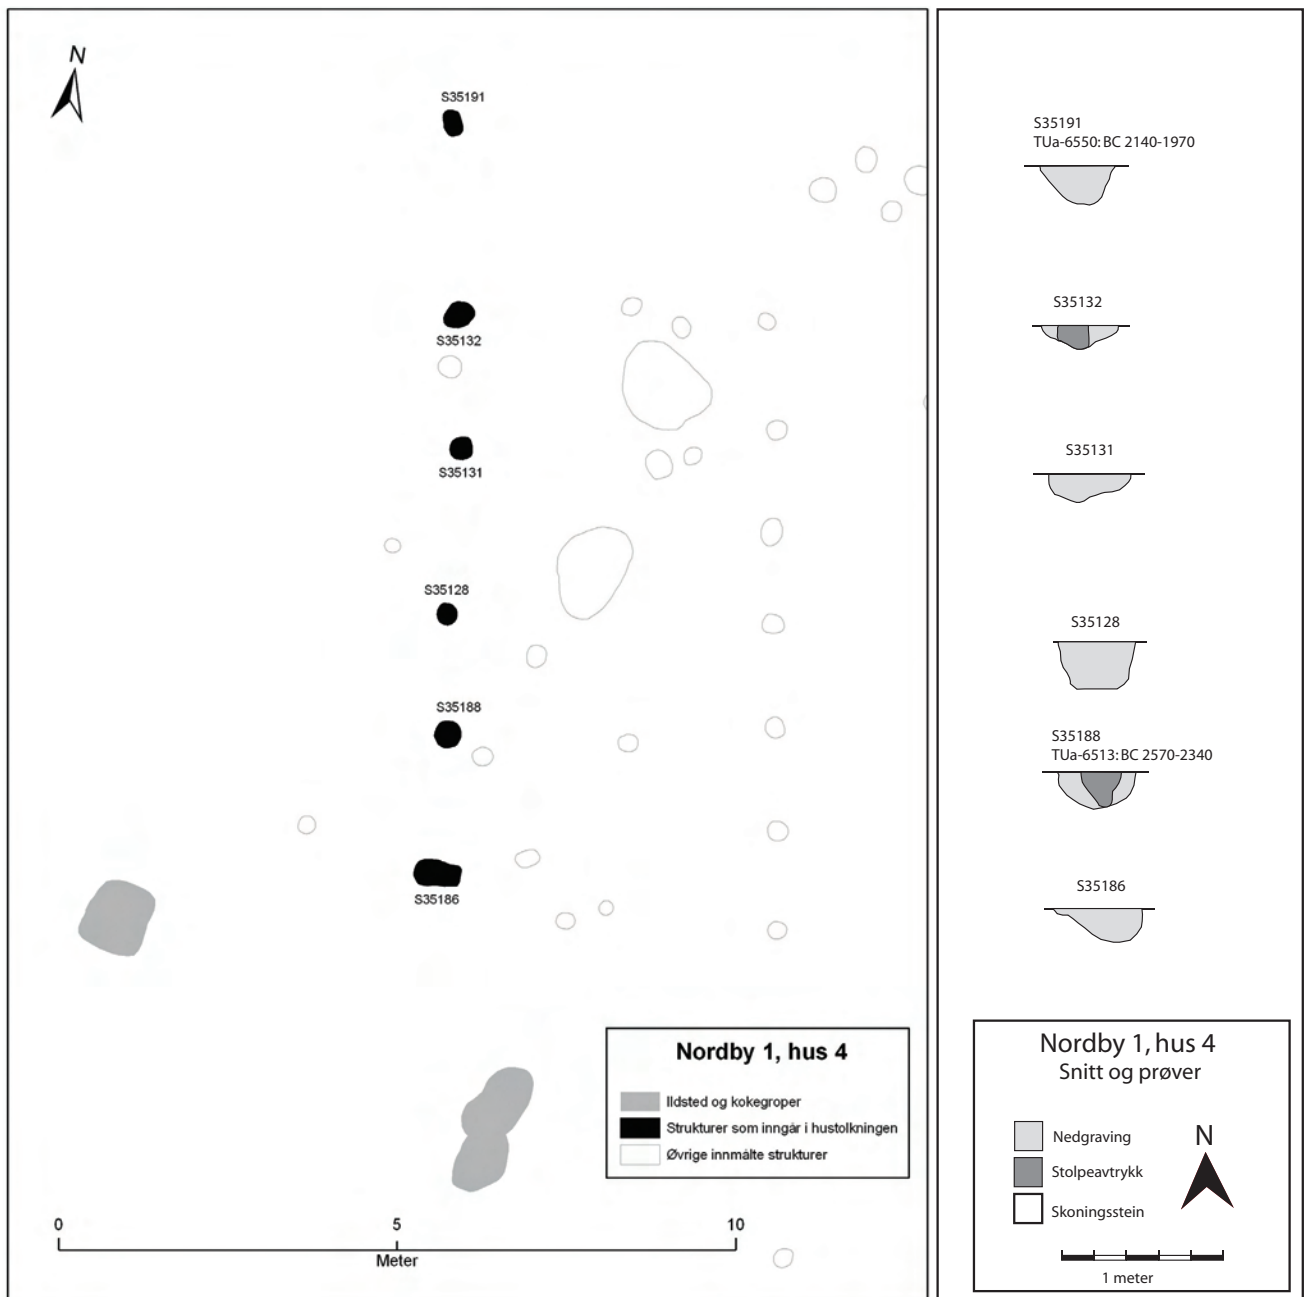 N
S35191
S35132
S35131
S35128
S35188
S35186
Nordby 1, hus 4
Ildsted og kokegroper
Strukturer som inngår i hustolkningen
Øvrige innmålte strukturer
0 5 10
Meter
S35191
TUa-6550: BC 2140-1970
S35132
S35131
S35128
S35188
TUa-6513: BC 2570-2340
S35186
Nordby 1, hus 4
Snitt og prøver
Nedgraving
Stolpeavtrykk
Skoningsstein
N
1 meter